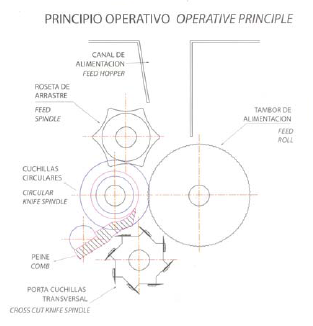 PRINCIPIO OPERATIVO OPERATIVE PRINCIPLE
CANAL DE
ALIMENTACION
FEED HOPPER
ROSETA DE
ARRASTRE
FEED
SPINDLE
TAMBOR DE
ALIMENTACION
FEED
ROLL
CUCHILLAS
CIRCULARES
CIRCULAR
KNIFE SPINDLE
PEINE
COMB
PORTA CUCHILLAS
TRANSVERSAL
CROSS CUT KNIFE SPINDLE